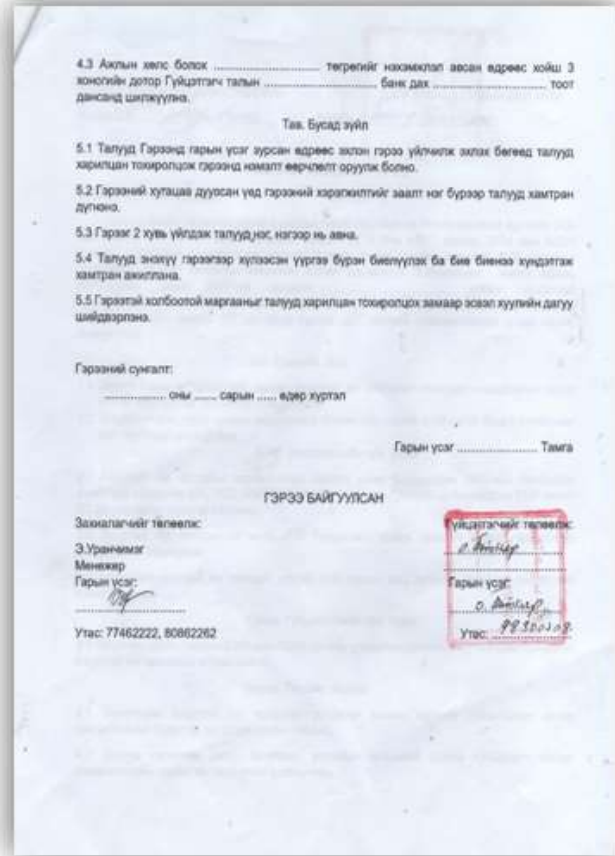 4.3 Ажлын хөлс болох .............................. төгрөгийг нэхэмжлэл авсан өдрөөс хойш 3
хоногийн дотор Гүйцэтгэгч талын ................................ банк дах ................................ тоот
дансанд шилжүүлнэ.
Тав. Бусад зүйл
5.1 Талууд Гэрээнд гарын үсэг зурсан өдрөөс эхлэн гэрээ үйлчилж эхлэх бөгөөд талууд
харилцан тохиролцож гэрээнд нэмэлт өөрчлөлт оруулж болно.
5.2 Гэрээний хугацаа дууссан үед гэрээний хэрэгжилтийг заалт нэг бүрээр талууд хамтран
дүгнэнэ.
5.3 Гэрээг 2 хувь үйлдэж талууд нэг, нэгээр нь авна.
5.4 Талууд энэхүү гэрээгээр хүлээсэн үүргээ бүрэн биелүүлэх ба бие биенээ хүндэтгэж
хамтран ажиллана.
5.5 Гэрээтэй холбоотой маргааныг талууд харилцан тохиролцох замаар эсвэл хуулийн дагуу
шийдвэрлэнэ.
Гэрээний сунгалт:
.................. оны ...... сарын ...... өдөр хүртэл
Гарын үсэг ....................... Тамга
ГЭРЭЭ БАЙГУУЛСАН
Захиалагчийг төлөөлж:
Э.Уранчимэг
Менежер
Гарын үсэг:
................................
Утас: 77462222, 80862262
Гүйцэтгэгчийг төлөөлж:
Гарын үсэг:
Утас: